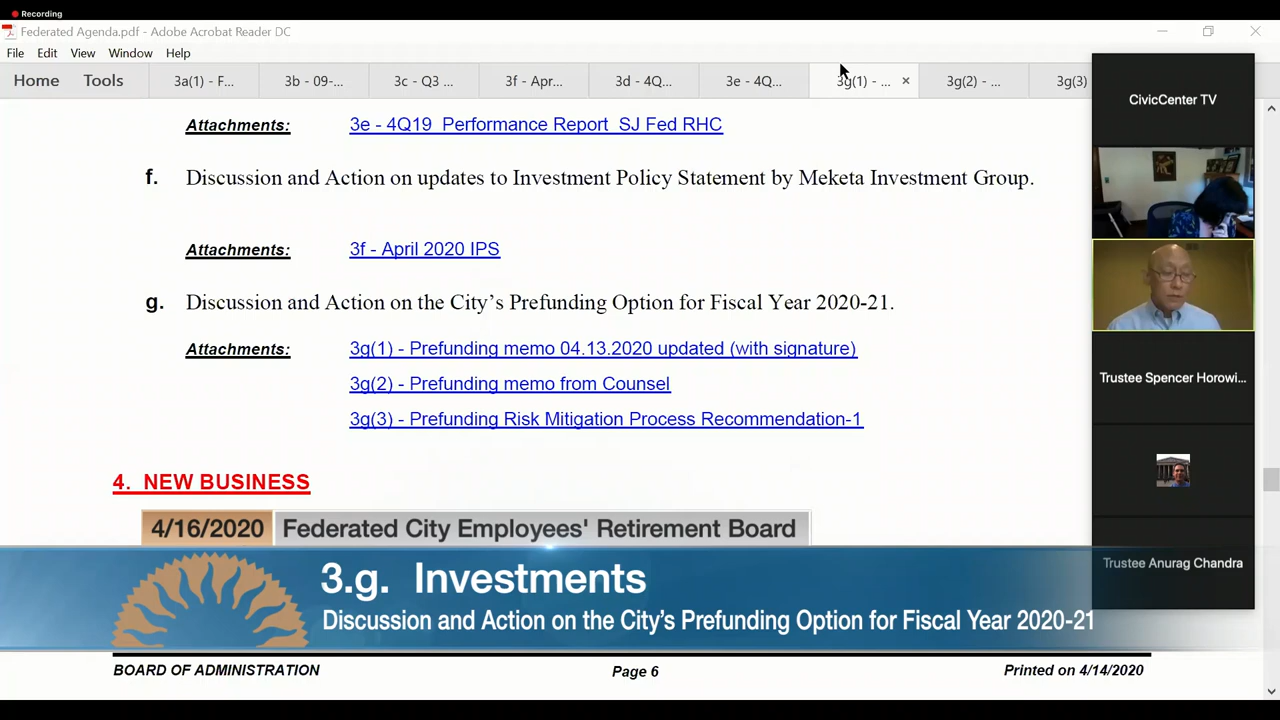 Recording
Federated Agenda.pdf - Adobe Acrobat Reader DC
File Edit View Window Help
Home Tools 3a(1) - F... 3b - 09-... 3c - Q3 ... 3f - Apr... 3d - 4Q... 3e - 4Q... 3g(1) - ... × 3g(2) - ... 3g(3)
Attachments: 3e - 4Q19 Performance Report SJ Fed RHC
f. Discussion and Action on updates to Investment Policy Statement by Meketa Investment Group.
Attachments: 3f - April 2020 IPS
g. Discussion and Action on the City’s Prefunding Option for Fiscal Year 2020-21.
Attachments: 3g(1) - Prefunding memo 04.13.2020 updated (with signature)
3g(2) - Prefunding memo from Counsel
3g(3) - Prefunding Risk Mitigation Process Recommendation-1
4. NEW BUSINESS
4/16/2020 Federated City Employees' Retirement Board
3.g. Investments
Discussion and Action on the City’s Prefunding Option for Fiscal Year 2020-21
BOARD OF ADMINISTRATION Page 6 Printed on 4/14/2020
CivicCenter TV
Trustee Spencer Horowi...
Trustee Anurag Chandra